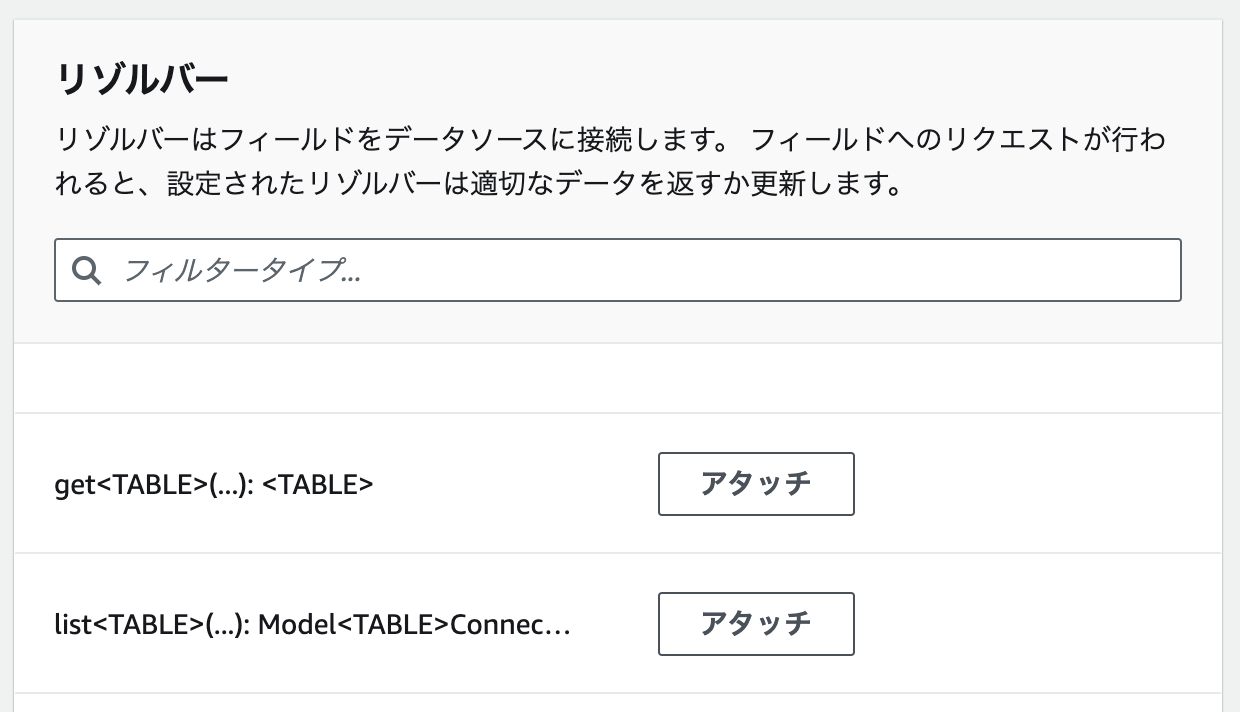 リゾルバー
リゾルバーはフィールドをデータソースに接続します。 フィールドへのリクエストが行わ
れると、設定されたリゾルバーは適切なデータを返すか更新します。
フィルタータイプ...
get<TABLE>(...): <TABLE>
アタッチ
list<TABLE>(...): Model<TABLE>Connec…
アタッチ